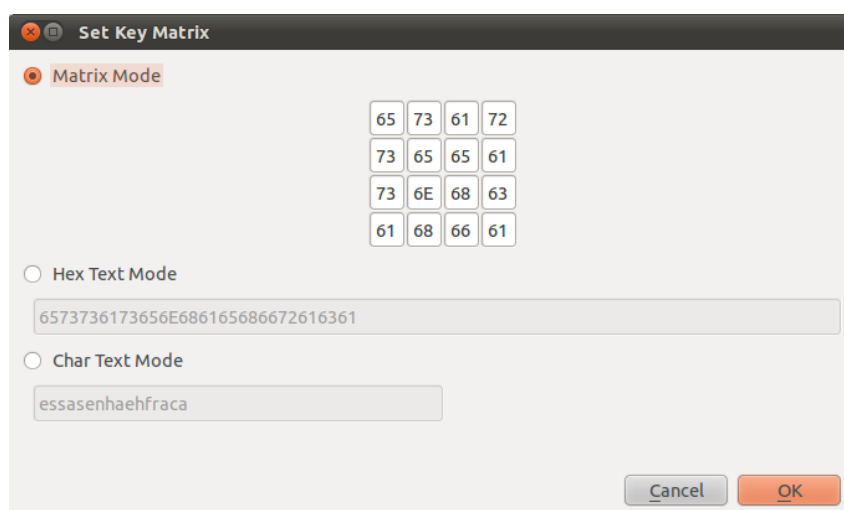 Set Key Matrix
Matrix Mode
65 73 61 72
73 65 65 61
73 6E 68 63
61 68 66 61
Hex Text Mode
6573736173656E686165686672616361
Char Text Mode
essasenhaehfraca
Cancel OK